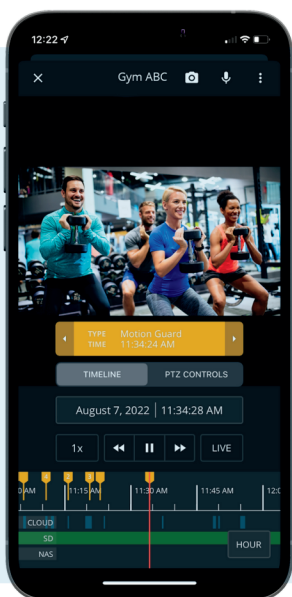 12:22
Gym ABC
TYPE Motion Guard
TIME 11:34:24 AM
TIMELINE PTZ CONTROLS
August 7, 2022 | 11:34:28 AM
1x LIVE
11:15 AM 11:30 AM 11:45 AM 12:0
CLOUD
SD
NAS
HOUR